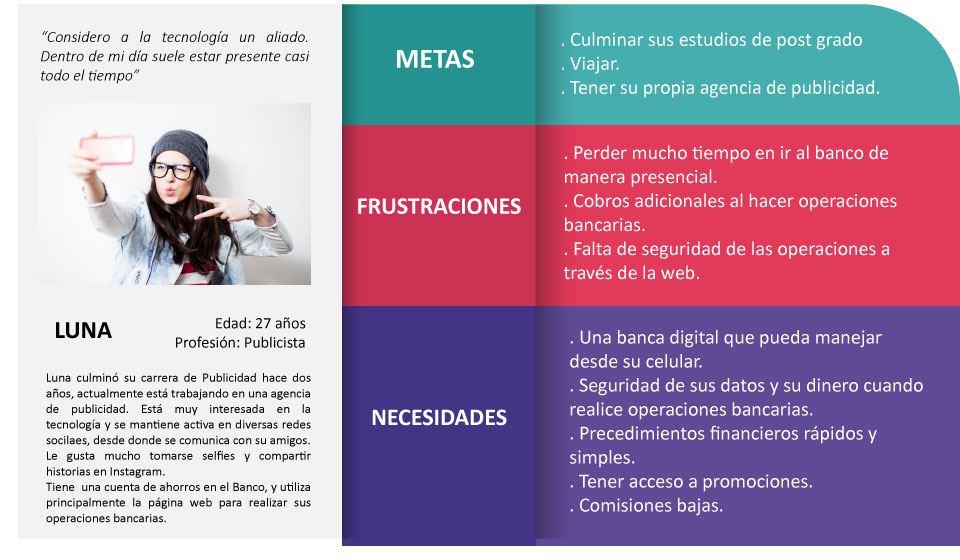 “Considero a la tecnología un aliado.
Dentro de mi día suele estar presente casi
todo el tiempo”
LUNA
Edad: 27 años
Profesión: Publicista
Luna culminó su carrera de Publicidad hace dos
años, actualmente está trabajando en una agencia
de publicidad. Está muy interesada en la
tecnología y se mantiene activa en diversas redes
socilaes, desde donde se comunica con su amigos.
Le gusta mucho tomarse selfies y compartir
historias en Instagram.
Tiene una cuenta de ahorros en el Banco, y utiliza
principalmente la página web para realizar sus
operaciones bancarias.
METAS
. Culminar sus estudios de post grado
. Viajar.
. Tener su propia agencia de publicidad.
FRUSTRACIONES
. Perder mucho tiempo en ir al banco de
manera presencial.
. Cobros adicionales al hacer operaciones
bancarias.
. Falta de seguridad de las operaciones a
través de la web.
NECESIDADES
. Una banca digital que pueda manejar
desde su celular.
. Seguridad de sus datos y su dinero cuando
realice operaciones bancarias.
. Precedimientos financieros rápidos y
simples.
. Tener acceso a promociones.
. Comisiones bajas.